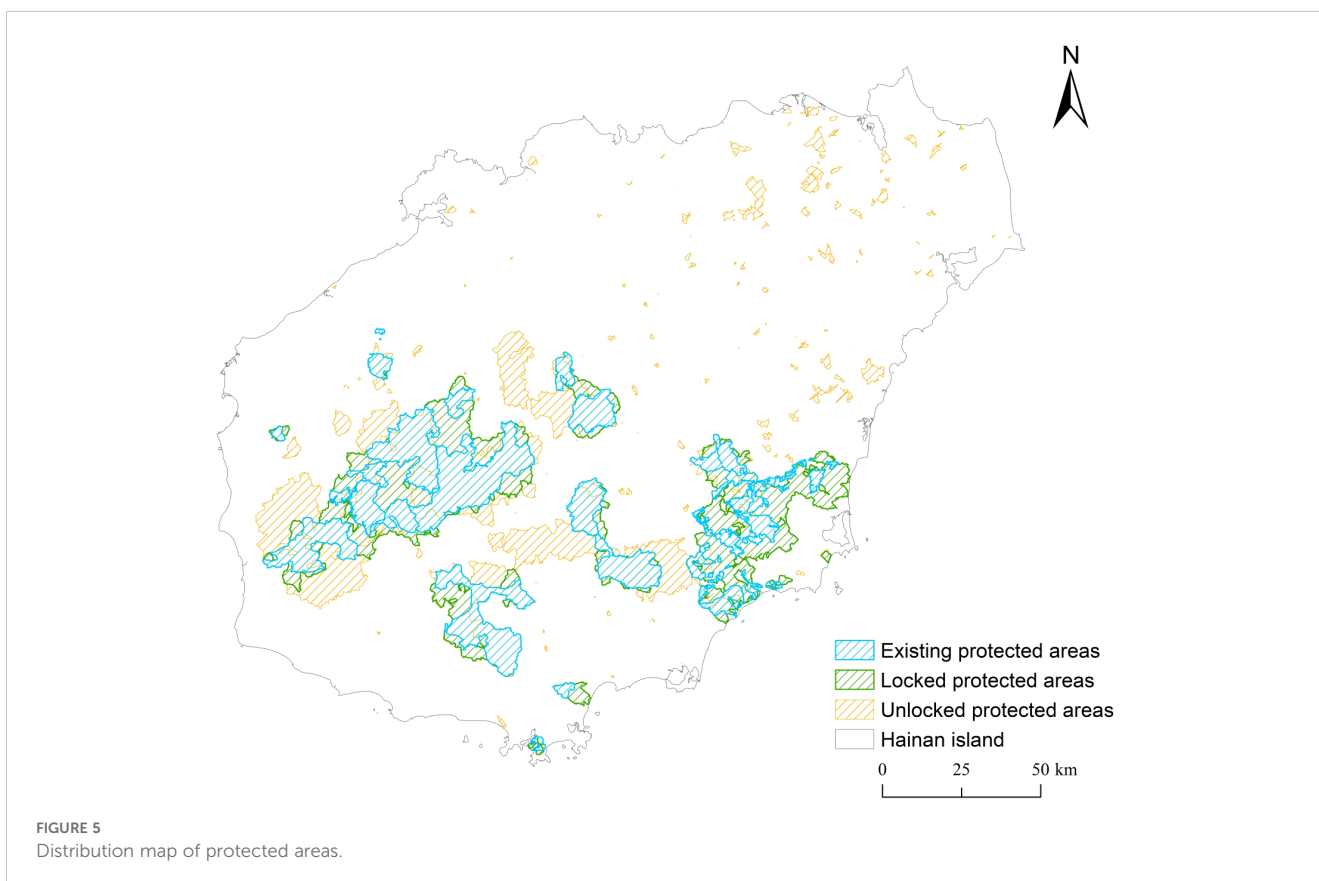 N
Existing protected areas
Locked protected areas
Unlocked protected areas
Hainan island
0 25 50 km
FIGURE 5
Distribution map of protected areas.